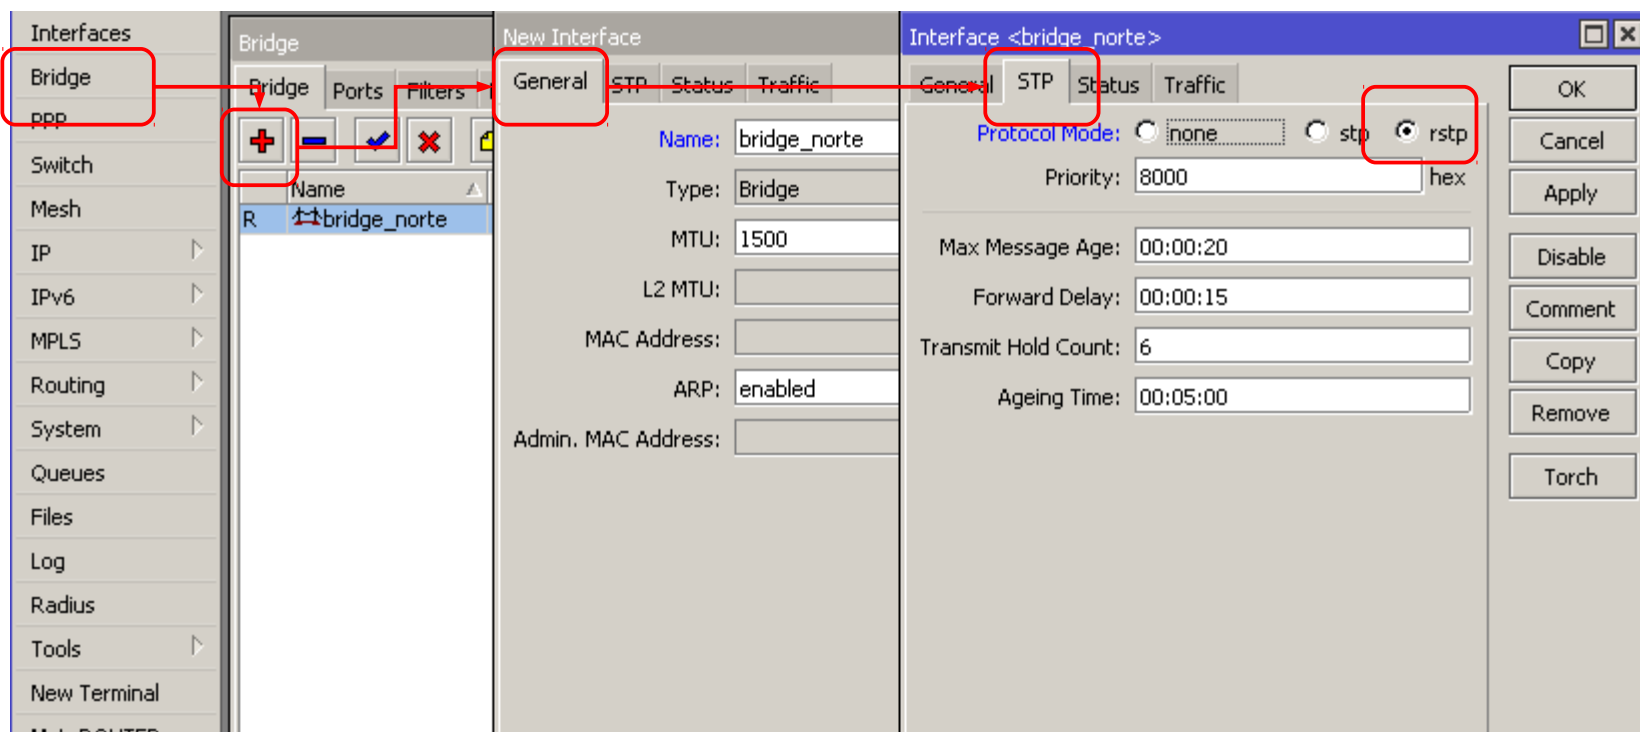 Interfaces
Bridge
PPP
Switch
Mesh
IP
IPv6
MPLS
Routing
System
Queues
Files
Log
Radius
Tools
New Terminal
Bridge
Bridge Ports Filters
Name
R bridge_norte
New Interface
General STP Status Traffic
Name: bridge_norte
Type: Bridge
MTU: 1500
L2 MTU:
MAC Address:
ARP: enabled
Admin. MAC Address:
Interface <bridge_norte>
General STP Status Traffic
Protocol Mode: none stp rstp
Priority: 8000 hex
Max Message Age: 00:00:20
Forward Delay: 00:00:15
Transmit Hold Count: 6
Ageing Time: 00:05:00
OK
Cancel
Apply
Disable
Comment
Copy
Remove
Torch